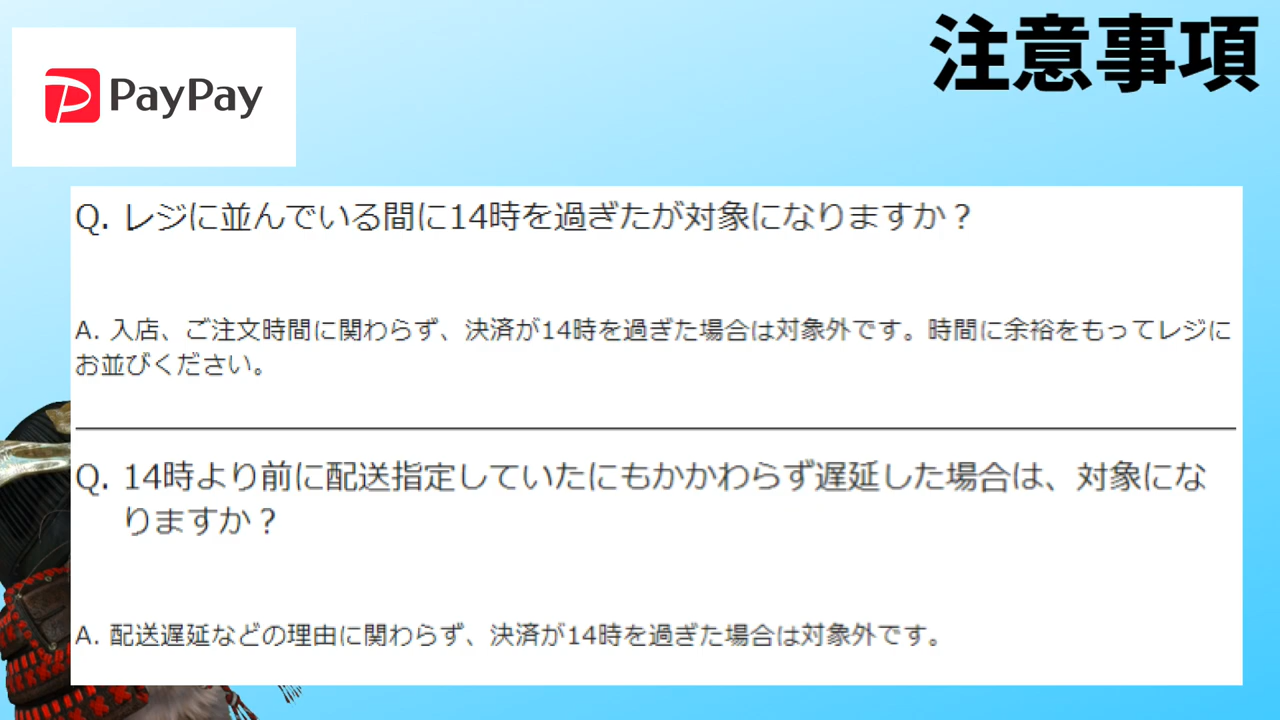 PayPay
注意事項
Q. レジに並んでいる間に14時を過ぎたが対象になりますか？
A. 入店、ご注文時間に関わらず、決済が14時を過ぎた場合は対象外です。時間に余裕をもってレジに
お並びください。
Q. 14時より前に配送指定していたにもかかわらず遅延した場合は、対象にな
りますか？
A. 配送遅延などの理由に関わらず、決済が14時を過ぎた場合は対象外です。